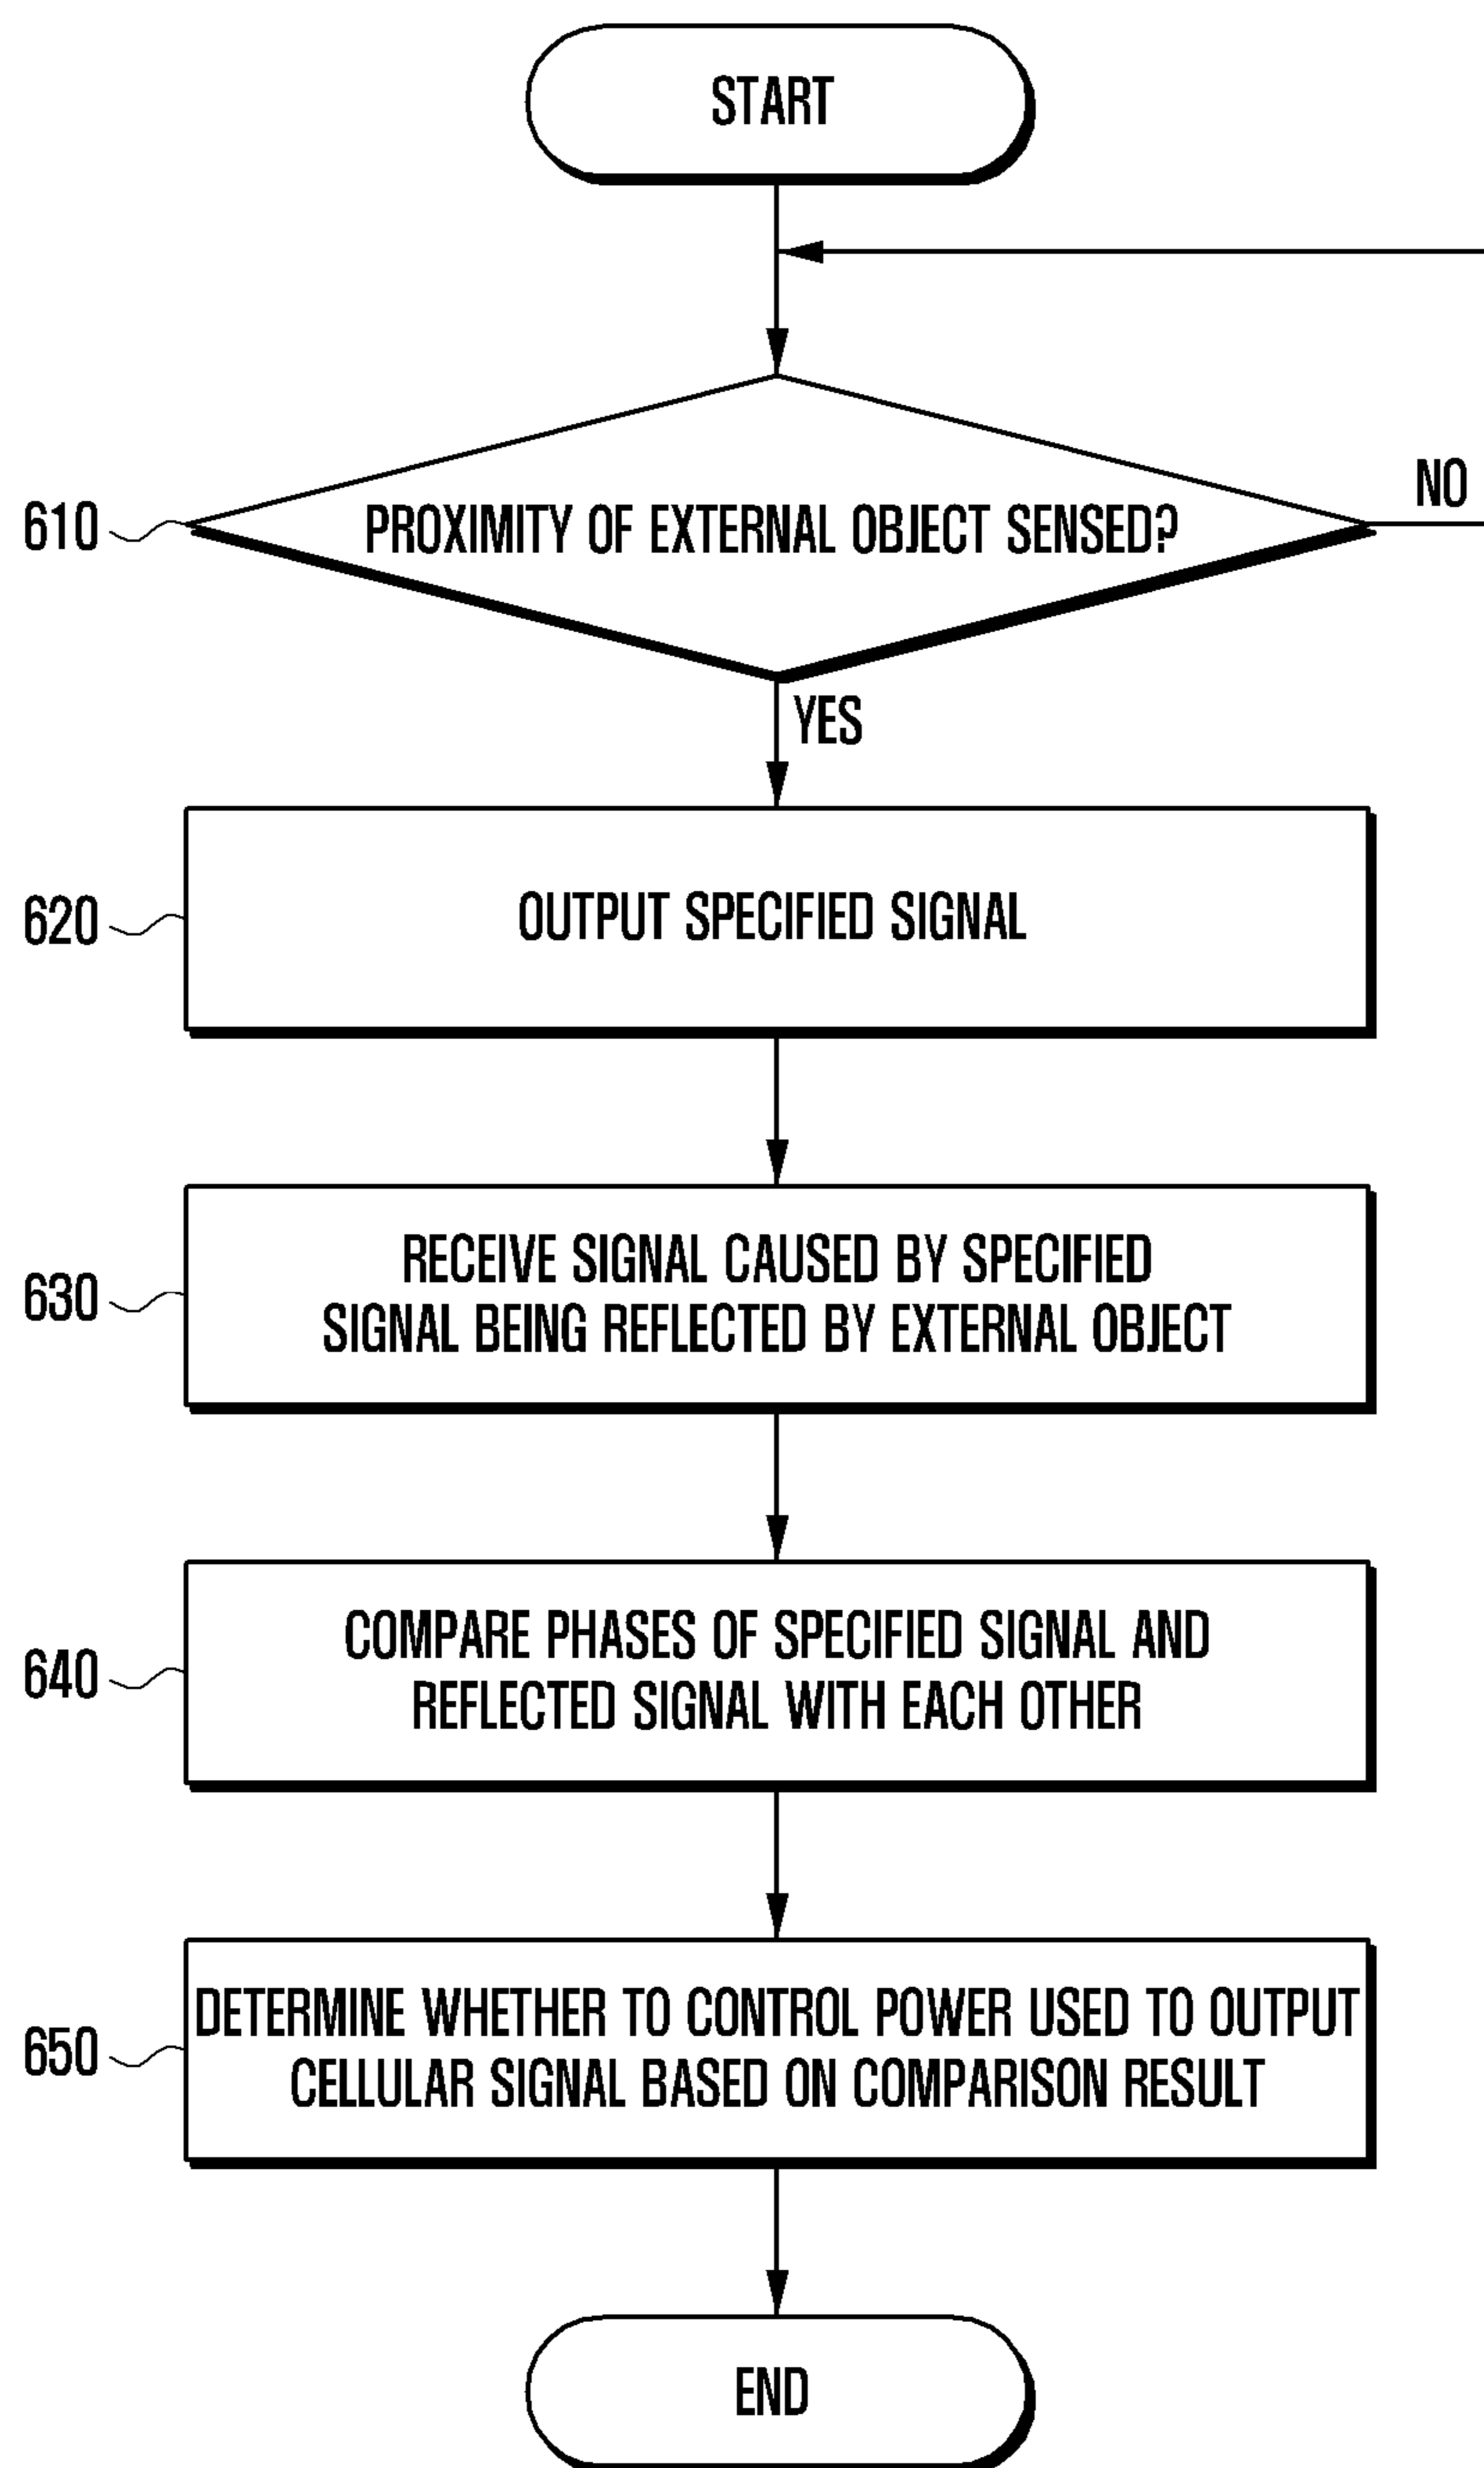 START
610
PROXIMITY OF EXTERNAL OBJECT SENSED?
NO
YES
620
OUTPUT SPECIFIED SIGNAL
630
RECEIVE SIGNAL CAUSED BY SPECIFIED
SIGNAL BEING REFLECTED BY EXTERNAL OBJECT
640
COMPARE PHASES OF SPECIFIED SIGNAL AND
REFLECTED SIGNAL WITH EACH OTHER
650
DETERMINE WHETHER TO CONTROL POWER USED TO OUTPUT
CELLULAR SIGNAL BASED ON COMPARISON RESULT
END